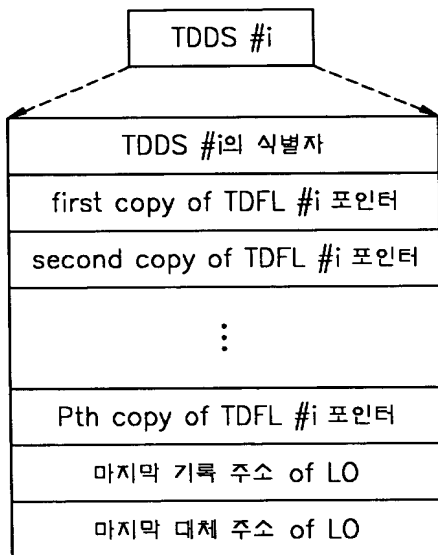 TDDS #i
TDDS #i의 식별자
first copy of TDFL #i 포인터
second copy of TDFL #i 포인터
⋮
Pth copy of TDFL #i 포인터
마지막 기록 주소 of LO
마지막 대체 주소 of LO